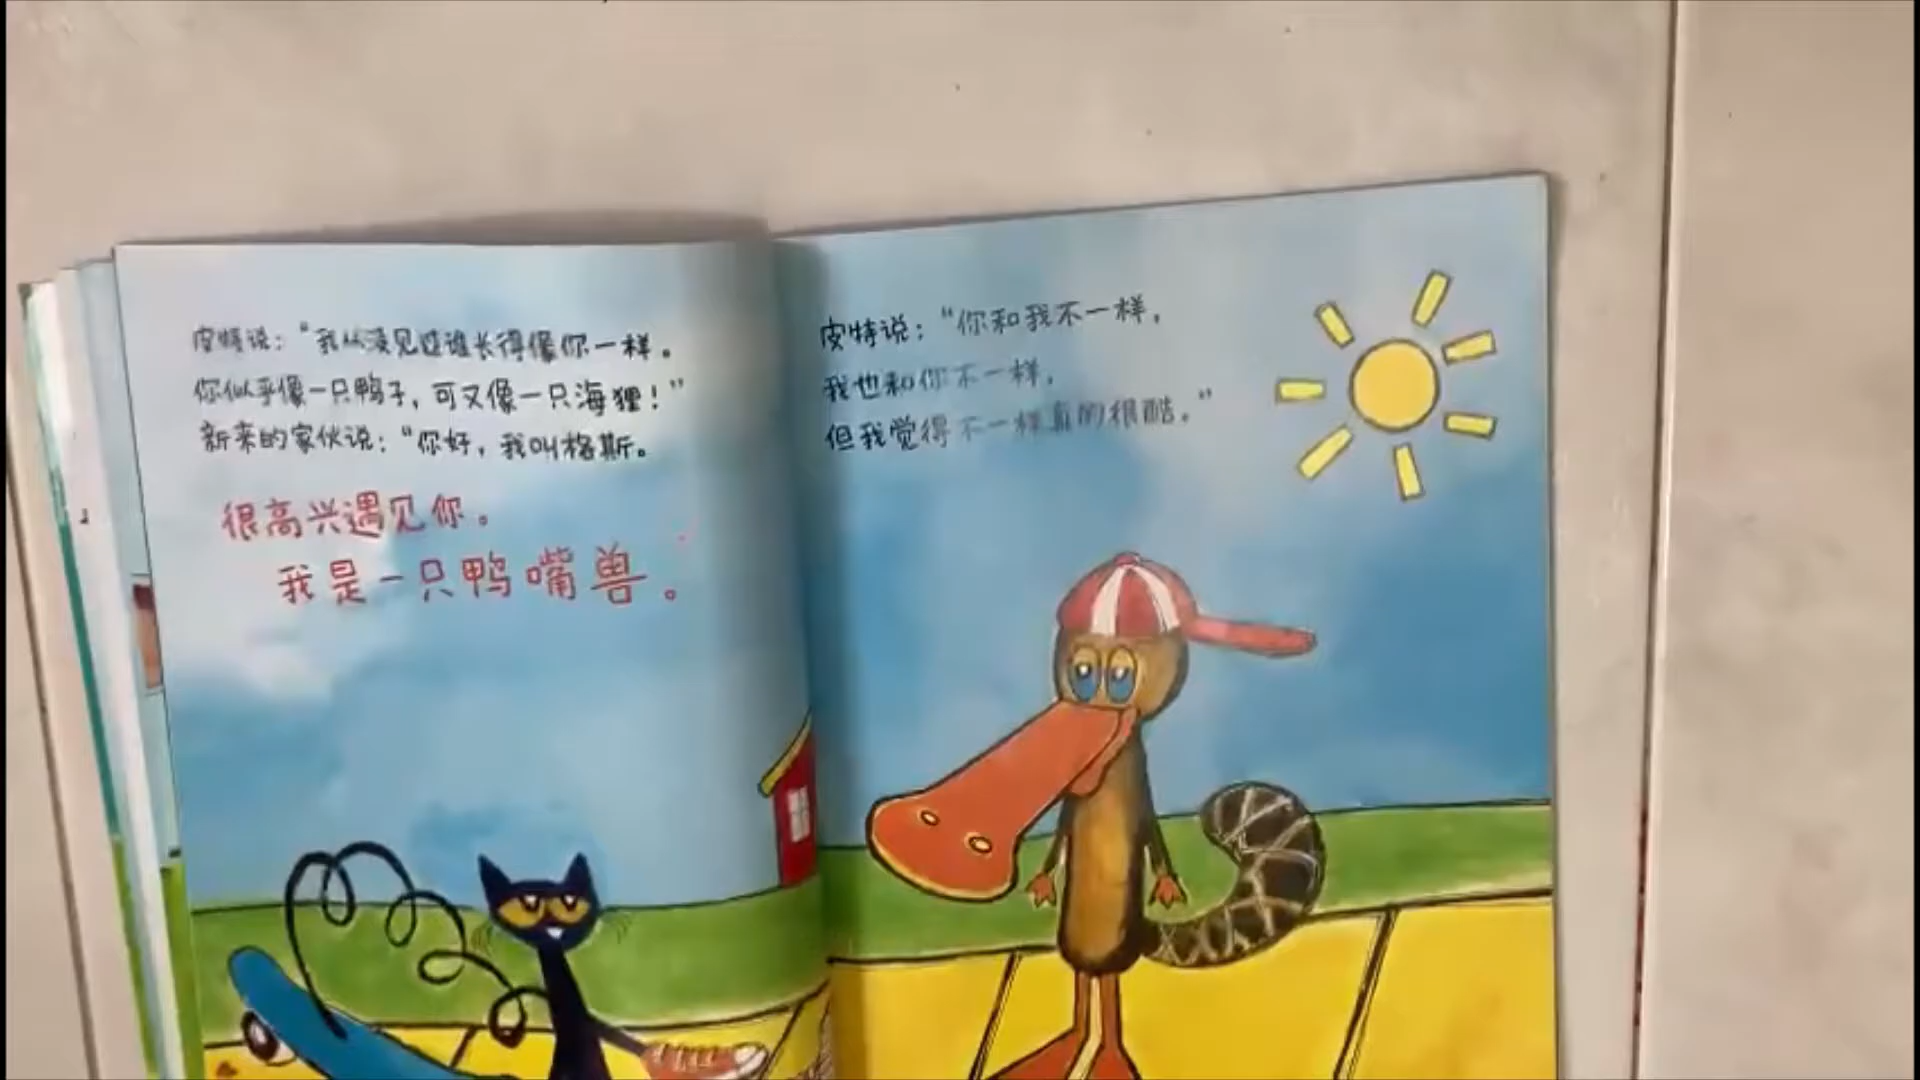 皮特说：“我从没见过谁长得像你一样。
你似乎像一只鸭子，可又像一只海狸！”
新来的家伙说：“你好，我叫格斯。
很高兴遇见你。
我是一只鸭嘴兽。
皮特说：“你和我不一样，
我也和你不一样，
但我觉得不一样真的很酷。”